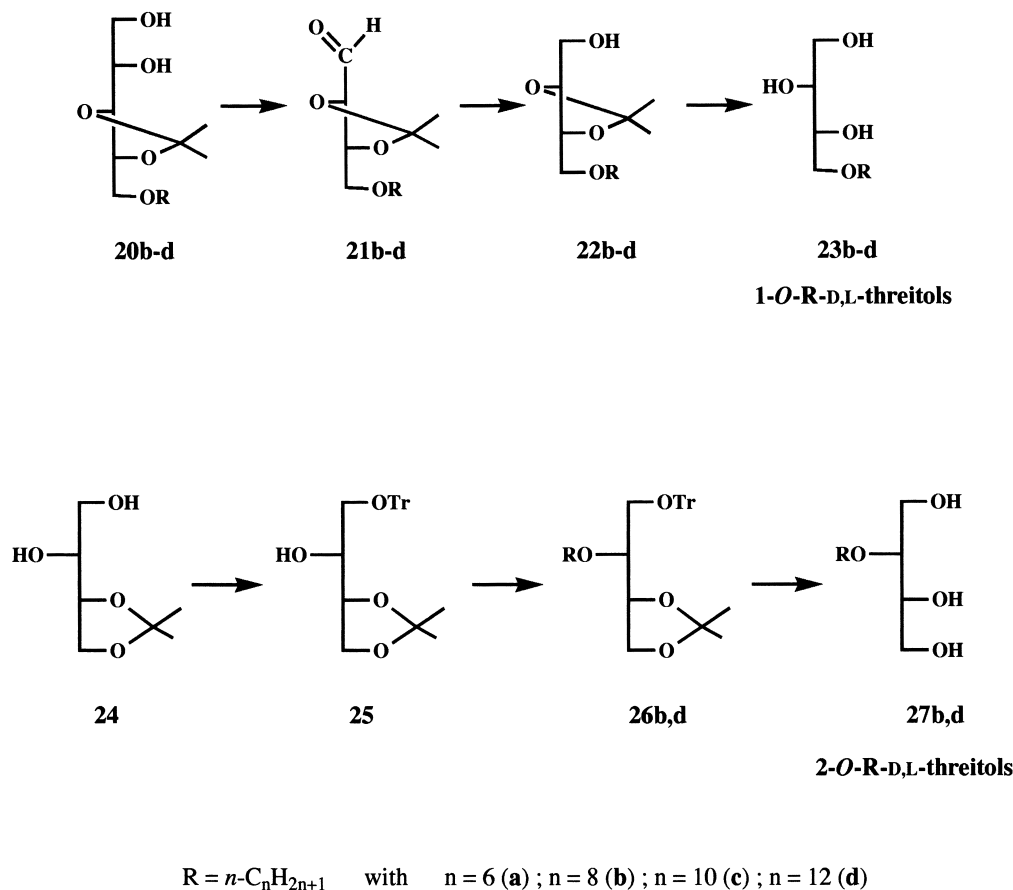 OH
OH
O
O
OR
O
H
C
O
O
OR
OH
O
O
OR
OH
HO
OH
OR
20b-d
21b-d
22b-d
23b-d
1-O-R-D,L-threitols
OH
HO
O
O
OTr
HO
O
O
OTr
RO
O
O
OH
RO
OH
OH
24
25
26b,d
27b,d
2-O-R-D,L-threitols
R = n-CₙH₂ₙ₊₁ with n = 6 (a) ; n = 8 (b) ; n = 10 (c) ; n = 12 (d)